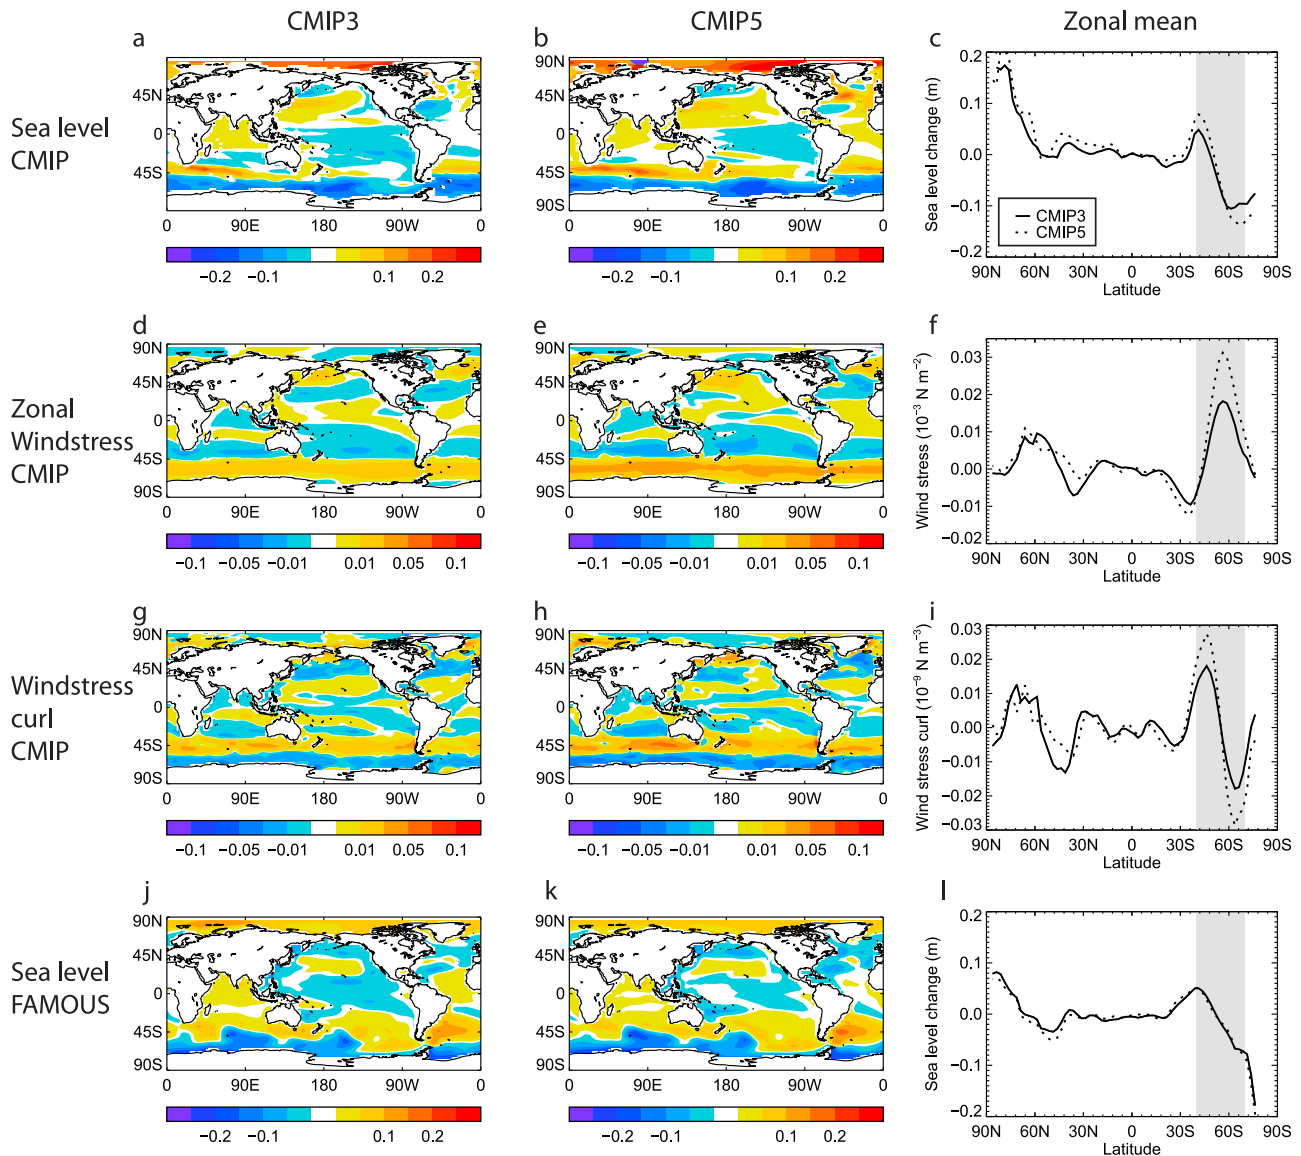 CMIP3 CMIP5 Zonal mean
a b c
Sea level
CMIP
90N
45N 45N
0 0
45S 45S
90S 90S
0 90E 180 90W 0
0 90E 180 90W 0
−0.2 −0.1 0.1 0.2
−0.2 −0.1 0.1 0.2
Sea level change (m)
0.2
0.1
0.0
−0.1
−0.2
CMIP3
CMIP5
90N 60N 30N 0 30S 60S 90S
Latitude
d e f
Zonal
Windstress
CMIP
90N 90N
45N 45N
0 0
45S 45S
90S 90S
0 90E 180 90W 0
0 90E 180 90W 0
−0.1 −0.05 −0.01 0.01 0.05 0.1
−0.1 −0.05 −0.01 0.01 0.05 0.1
Wind stress (10⁻³ N m⁻²)
0.03
0.02
0.01
0.00
−0.01
−0.02
90N 60N 30N 0 30S 60S 90S
Latitude
g h i
Windstress
curl
CMIP
90N 90N
45N 45N
0 0
45S 45S
90S 90S
0 90E 180 90W 0
0 90E 180 90W 0
−0.1 −0.05 −0.01 0.01 0.05 0.1
−0.1 −0.05 −0.01 0.01 0.05 0.1
Wind stress curl (10⁻⁹ N m⁻³)
0.03
0.02
0.01
0.00
−0.01
−0.02
−0.03
90N 60N 30N 0 30S 60S 90S
Latitude
j k l
Sea level
FAMOUS
90N 90N
45N 45N
0 0
45S 45S
90S 90S
0 90E 180 90W 0
0 90E 180 90W 0
−0.2 −0.1 0.1 0.2
−0.2 −0.1 0.1 0.2
Sea level change (m)
0.2
0.1
0.0
−0.1
−0.2
90N 60N 30N 0 30S 60S 90S
Latitude